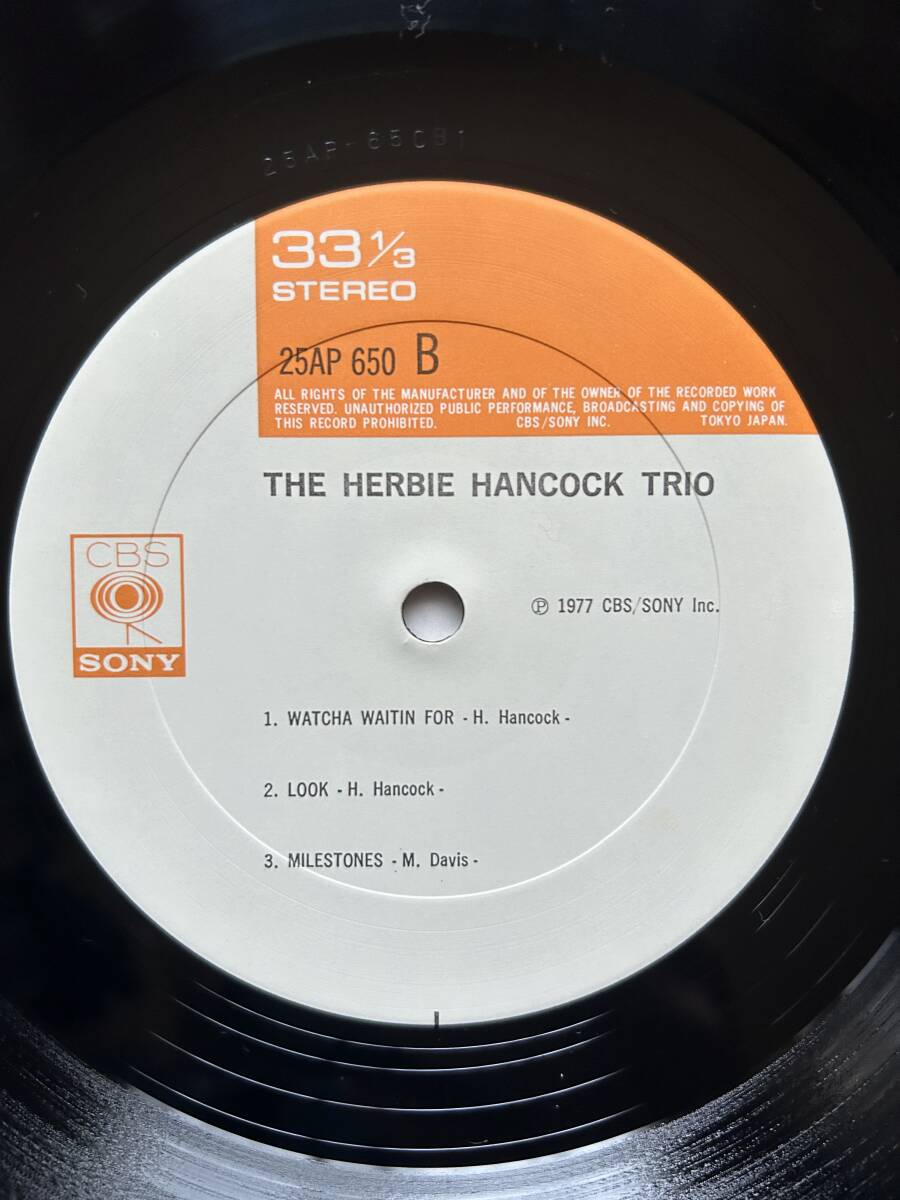 25AP-650B1
33 1/3
STEREO
25AP 650 B
ALL RIGHTS OF THE MANUFACTURER AND OF THE OWNER OF THE RECORDED WORK
RESERVED. UNAUTHORIZED PUBLIC PERFORMANCE, BROADCASTING AND COPYING OF
THIS RECORD PROHIBITED. CBS/SONY INC. TOKYO JAPAN.
THE HERBIE HANCOCK TRIO
CBS
SONY
℗ 1977 CBS/SONY Inc.
1. WATCHA WAITIN FOR - H. Hancock -
2. LOOK - H. Hancock -
3. MILESTONES - M. Davis -